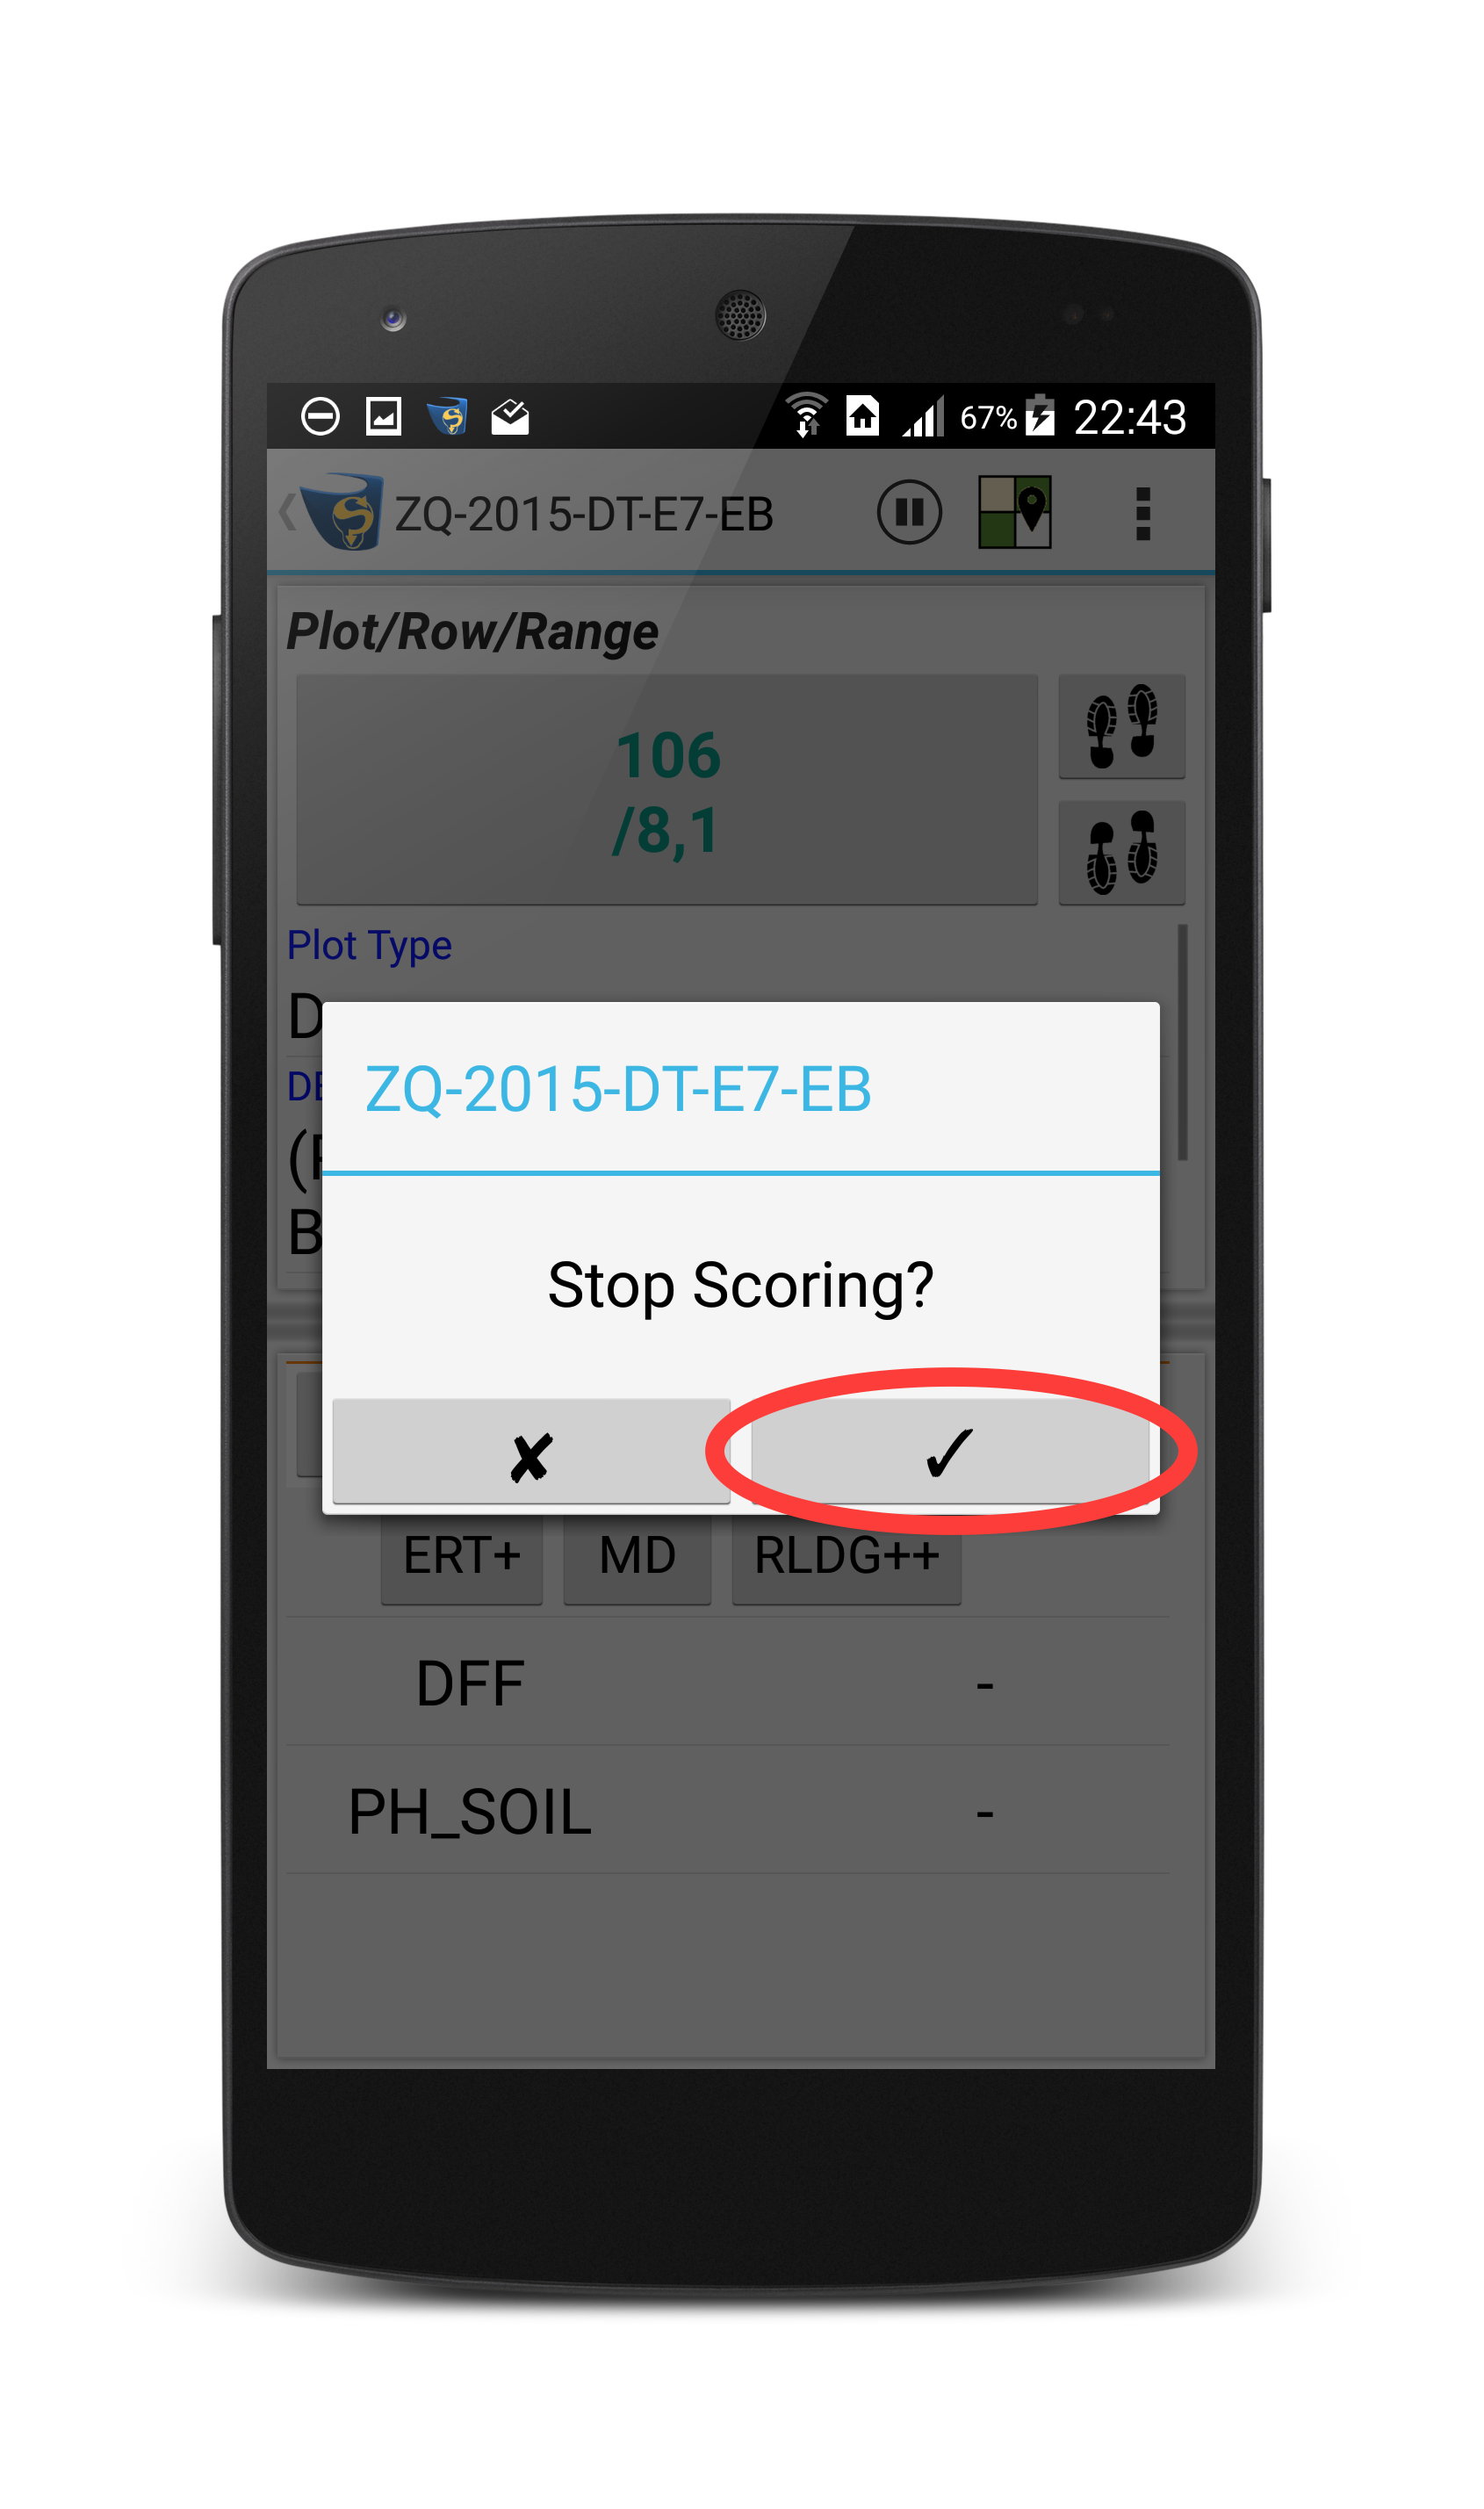 67% 22:43
ZQ-2015-DT-E7-EB
Plot/Row/Range
106
/8,1
Plot Type
ZQ-2015-DT-E7-EB
Stop Scoring?
✘ ✓
ERT+ MD RLDG++
DFF -
PH_SOIL -